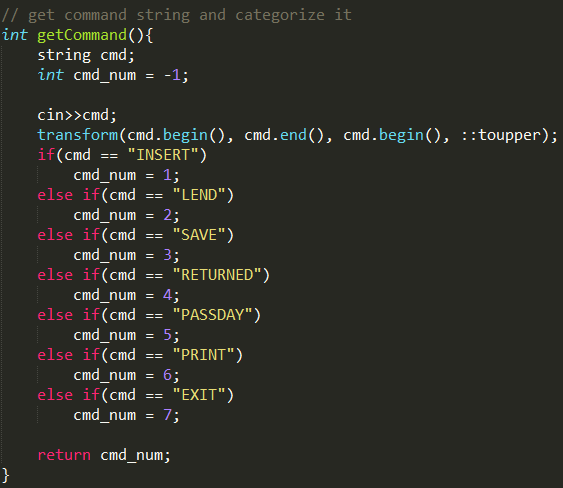 // get command string and categorize it
int getCommand(){
    string cmd;
    int cmd_num = -1;

    cin>>cmd;
    transform(cmd.begin(), cmd.end(), cmd.begin(), ::toupper);
    if(cmd == "INSERT")
        cmd_num = 1;
    else if(cmd == "LEND")
        cmd_num = 2;
    else if(cmd == "SAVE")
        cmd_num = 3;
    else if(cmd == "RETURNED")
        cmd_num = 4;
    else if(cmd == "PASSDAY")
        cmd_num = 5;
    else if(cmd == "PRINT")
        cmd_num = 6;
    else if(cmd == "EXIT")
        cmd_num = 7;

    return cmd_num;
}